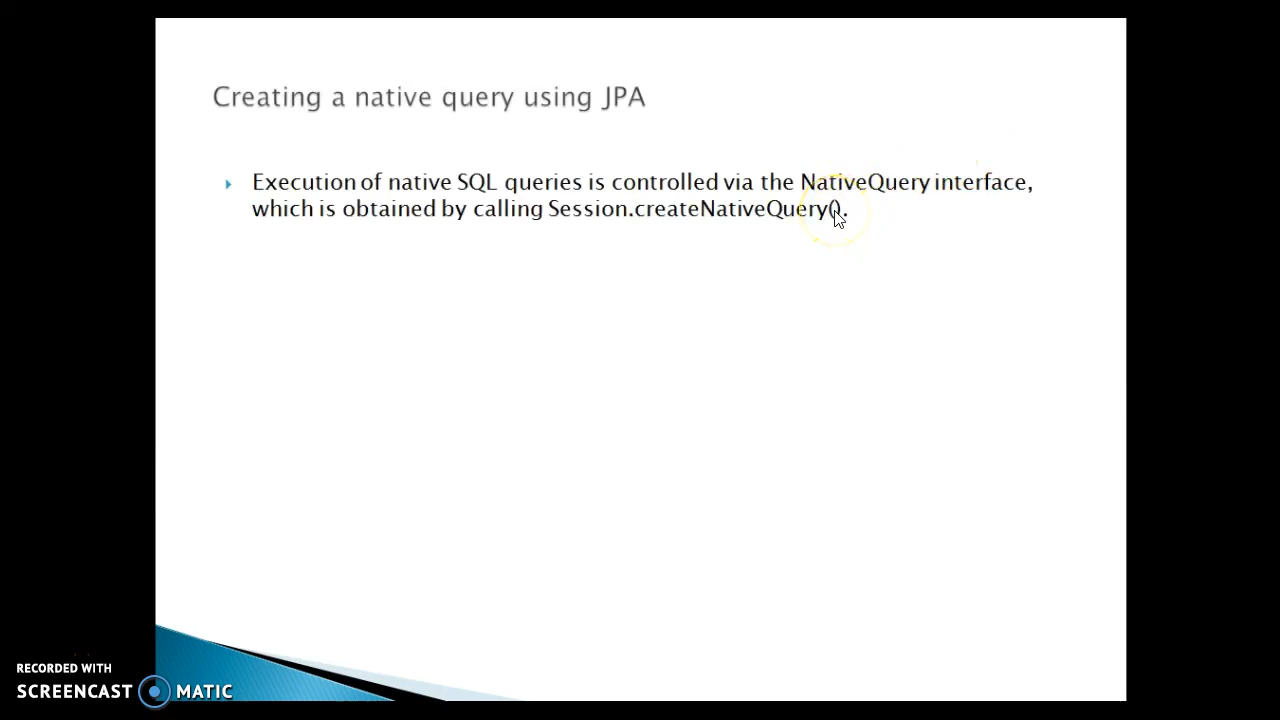 Creating a native query using JPA
Execution of native SQL queries is controlled via the NativeQuery interface,
which is obtained by calling Session.createNativeQuery().
RECORDED WITH
SCREENCAST MATIC